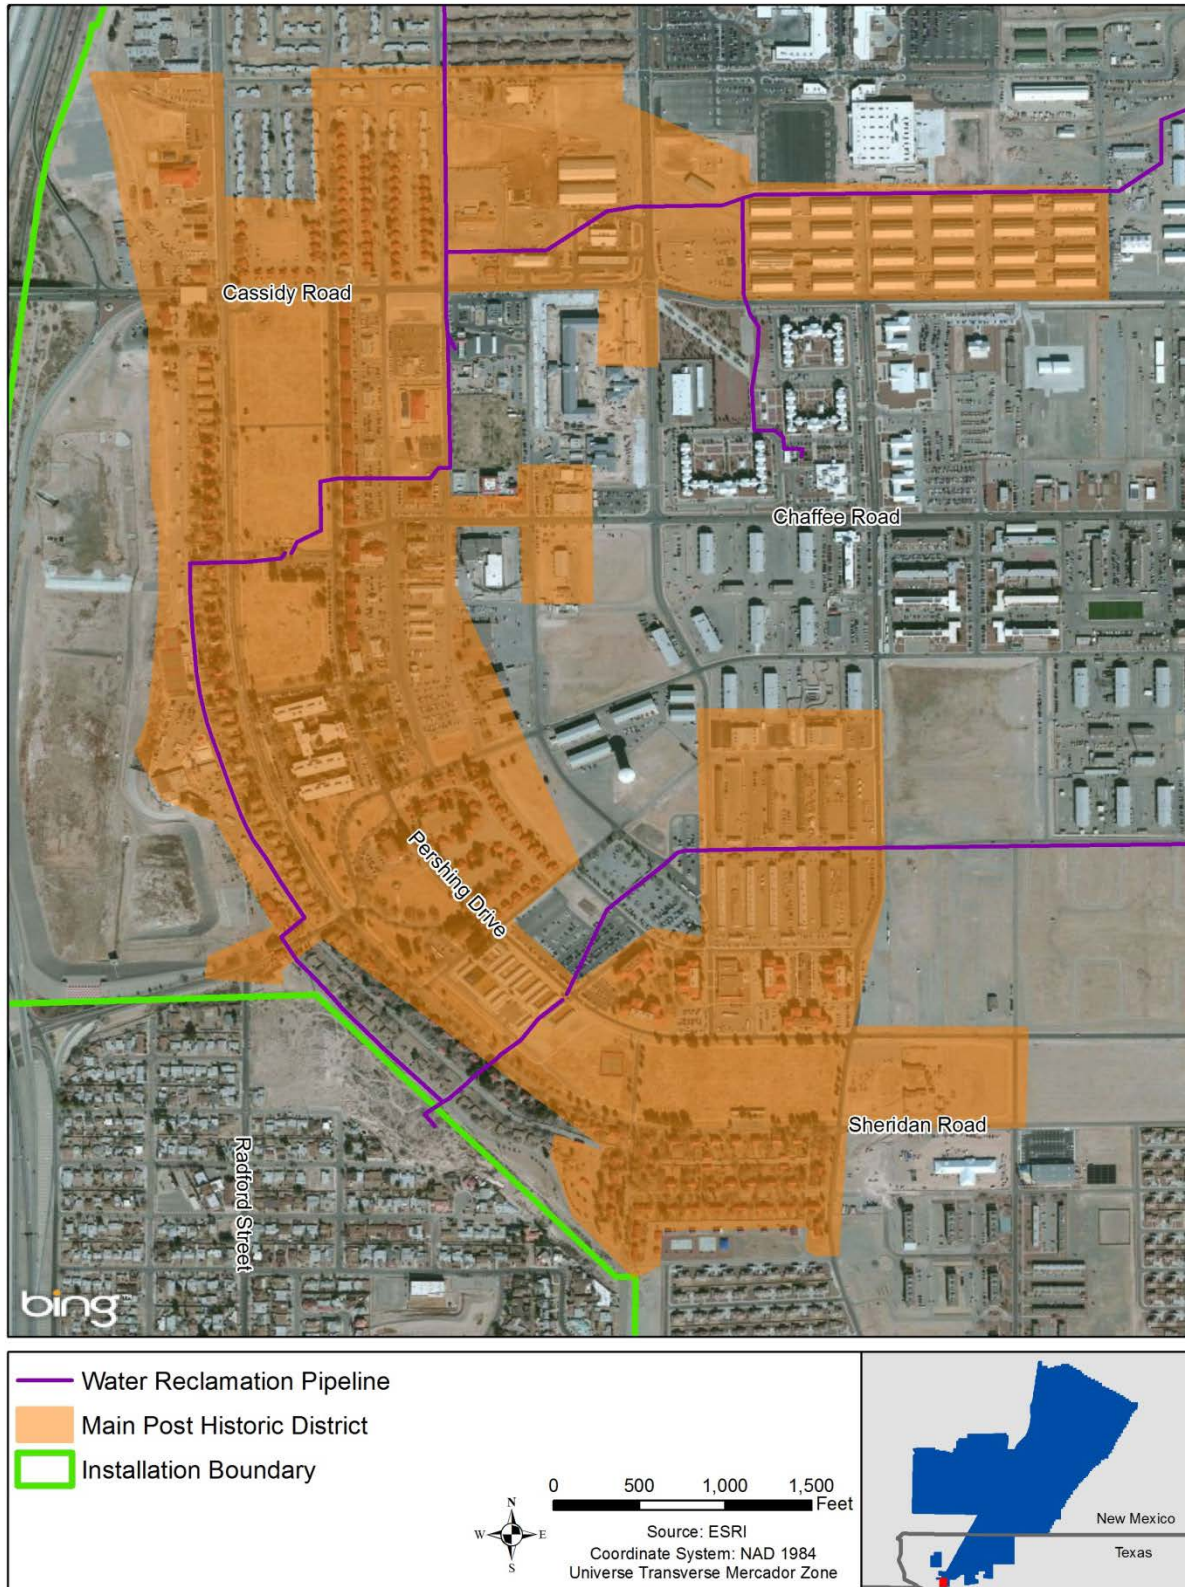 Cassidy Road
Chaffee Road
Pershing Drive
Sheridan Road
Radford Street
bing
Water Reclamation Pipeline
Main Post Historic District
Installation Boundary
0 500 1,000 1,500
Feet
N
W E
S
Source: ESRI
Coordinate System: NAD 1984
Universe Transverse Mercador Zone
New Mexico
Texas